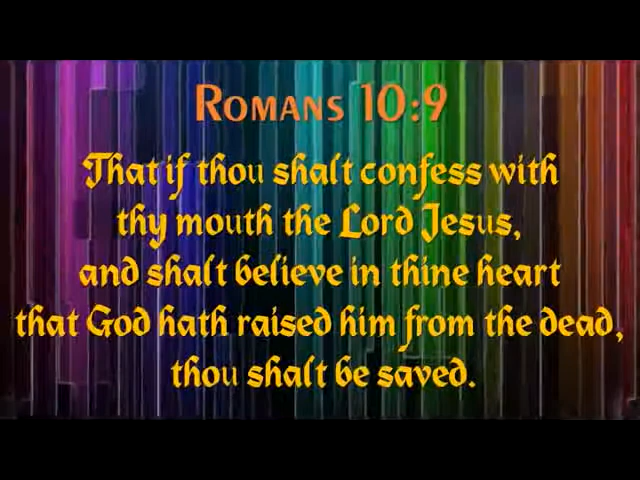 Romans 10:9
That if thou shalt confess with
thy mouth the Lord Jesus,
and shalt believe in thine heart
that God hath raised him from the dead,
thou shalt be saved.